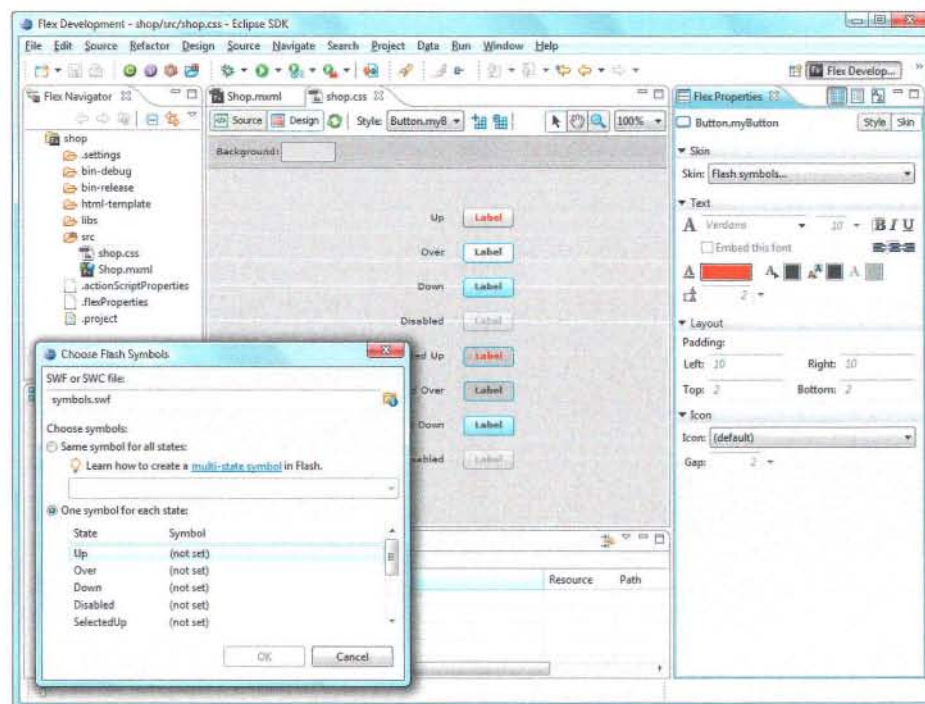 Flex Development - shop/src/shop.css - Eclipse SDK
File Edit Source Refactor Design Source Navigate Search Project Data Run Window Help
Flex Develop...
Flex Navigator
shop
.settings
bin-debug
bin-release
html-template
libs
src
shop.css
Shop.mxml
.actionScriptProperties
.flexProperties
.project
Shop.mxml shop.css
Source Design Style: Button.myB 100%
Background:
Up Label
Over Label
Down Label
Disabled Label
ed Up Label
d Over Label
Down Label
abled Label
Resource Path
Flex Properties
Button.myButton Style Skin
Skin
Skin: Flash symbols...
Text
A Verdana 10 B I U
Embed this font
A A A A
2
Layout
Padding:
Left: 10 Right: 10
Top: 2 Bottom: 2
Icon
Icon: (default)
Gap: 2
Choose Flash Symbols
SWF or SWC file:
symbols.swf
Choose symbols:
Same symbol for all states:
Learn how to create a multi-state symbol in Flash.
One symbol for each state:
State Symbol
Up (not set)
Over (not set)
Down (not set)
Disabled (not set)
SelectedUp (not set)
OK Cancel